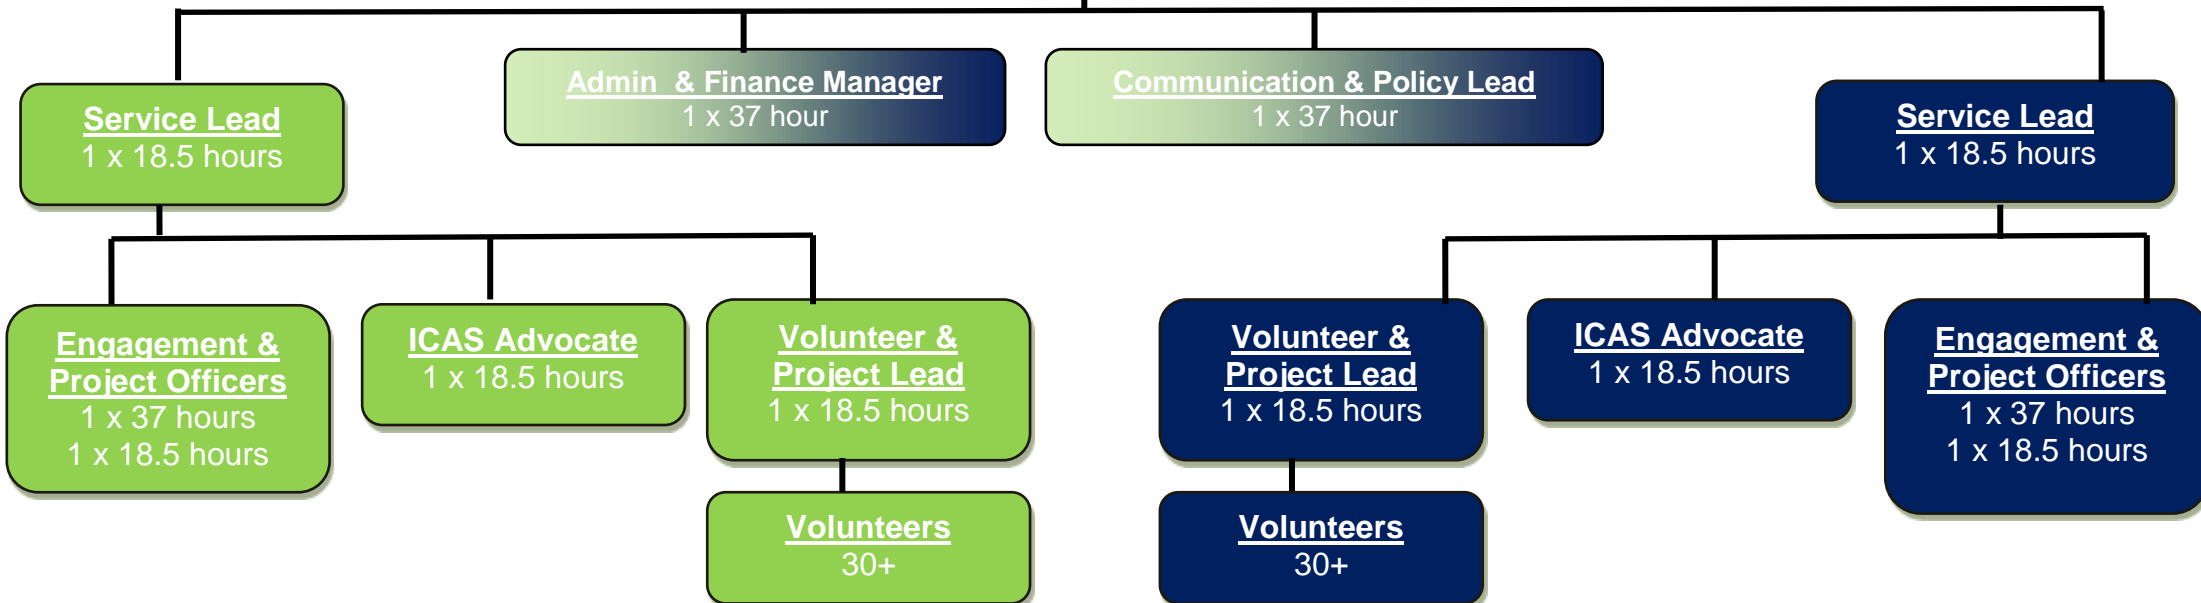 Service Lead
1 x 18.5 hours
Admin & Finance Manager
1 x 37 hour
Communication & Policy Lead
1 x 37 hour
Service Lead
1 x 18.5 hours
Engagement &
Project Officers
1 x 37 hours
1 x 18.5 hours
ICAS Advocate
1 x 18.5 hours
Volunteer &
Project Lead
1 x 18.5 hours
Volunteer &
Project Lead
1 x 18.5 hours
ICAS Advocate
1 x 18.5 hours
Engagement &
Project Officers
1 x 37 hours
1 x 18.5 hours
Volunteers
30+
Volunteers
30+